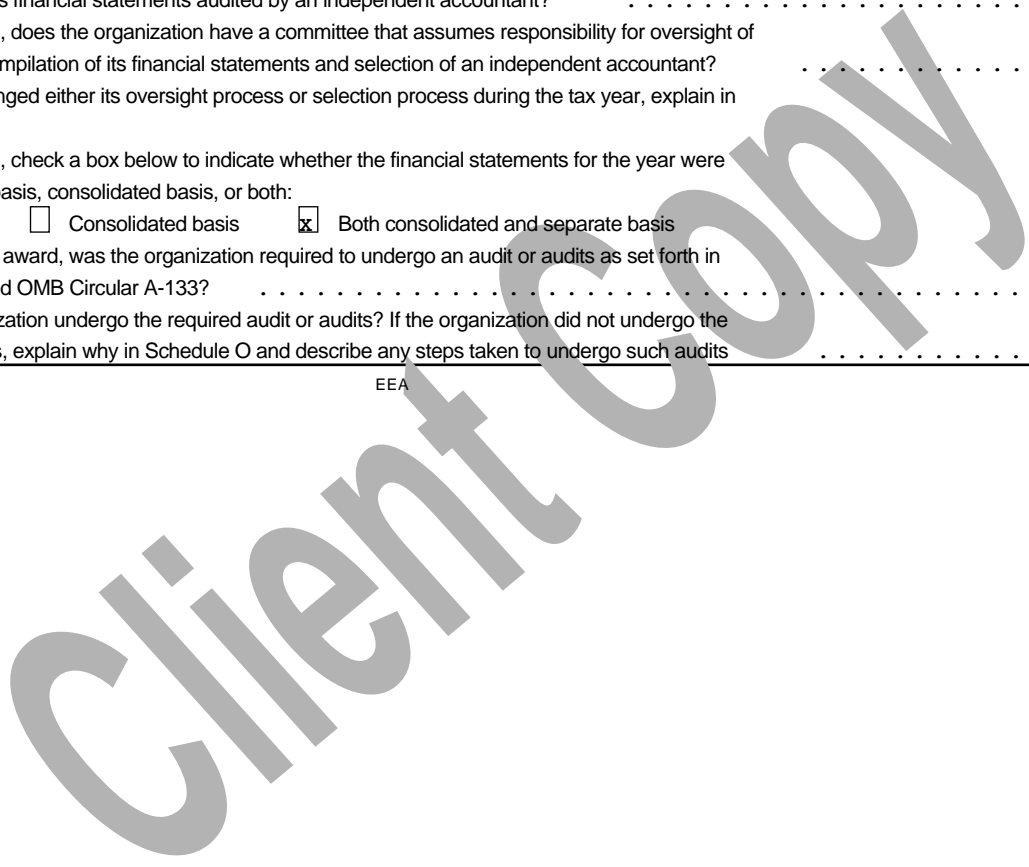 s financial statements audited by an independent accountant? . . . . . . . . . . . . . . . . . . . . .
, does the organization have a committee that assumes responsibility for oversight of
mpilation of its financial statements and selection of an independent accountant? . . . . . . . . . . . .
nged either its oversight process or selection process during the tax year, explain in
, check a box below to indicate whether the financial statements for the year were
basis, consolidated basis, or both:
☐ Consolidated basis ☒ Both consolidated and separate basis
award, was the organization required to undergo an audit or audits as set forth in
d OMB Circular A-133? . . . . . . . . . . . . . . . . . . . . . . . . . . . . . . . . . . . . . . . .
zation undergo the required audit or audits? If the organization did not undergo the
s, explain why in Schedule O and describe any steps taken to undergo such audits . . . . . . . . . . .
EEA
Client Copy